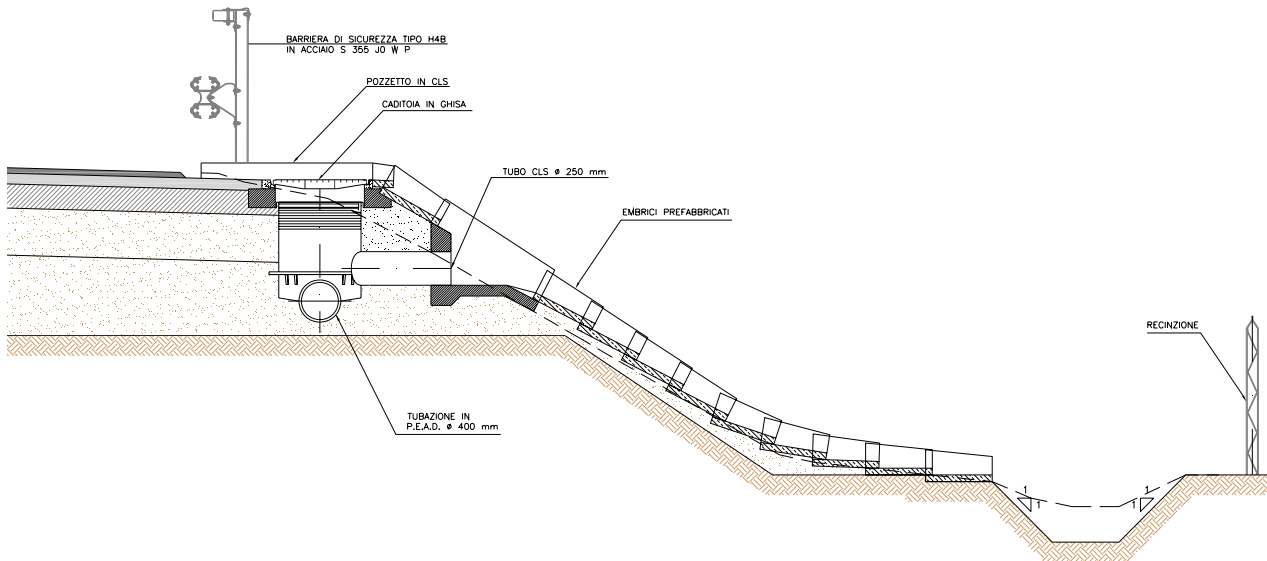 BARRIERA DI SICUREZZA TIPO H4B
IN ACCIAIO S 355 J0 W P
POZZETTO IN CLS
CADITOIA IN GHISA
TUBO CLS ø 250 mm
EMBRICI PREFABBRICATI
RECINZIONE
TUBAZIONE IN
P.E.A.D. ø 400 mm
1
1
1
1